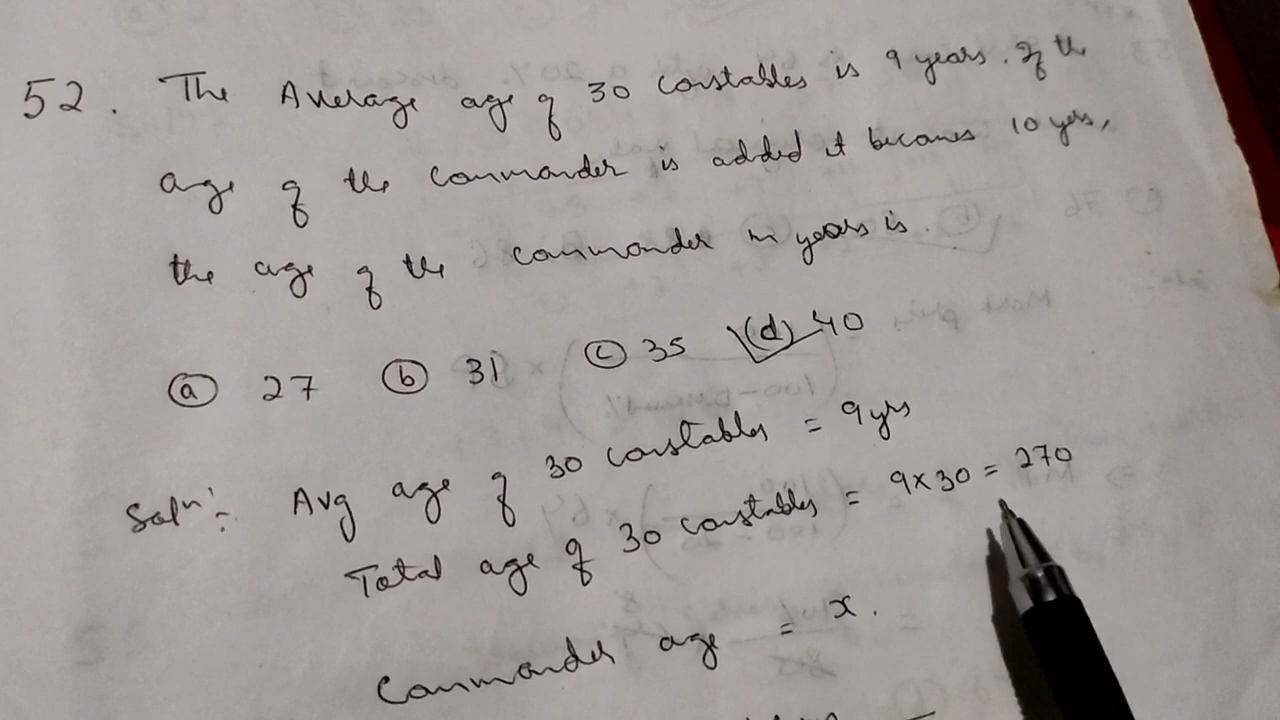 52. The Average age of 30 constables is 9 years. If the
age of the commander is added it becomes 10 yrs,
the age of the commander in years is.
(a) 27 (b) 31 (c) 35 (d) 40
Solⁿ:- Avg age of 30 constables = 9 yrs
Total age of 30 constables = 9 × 30 = 270
Commander age = x.